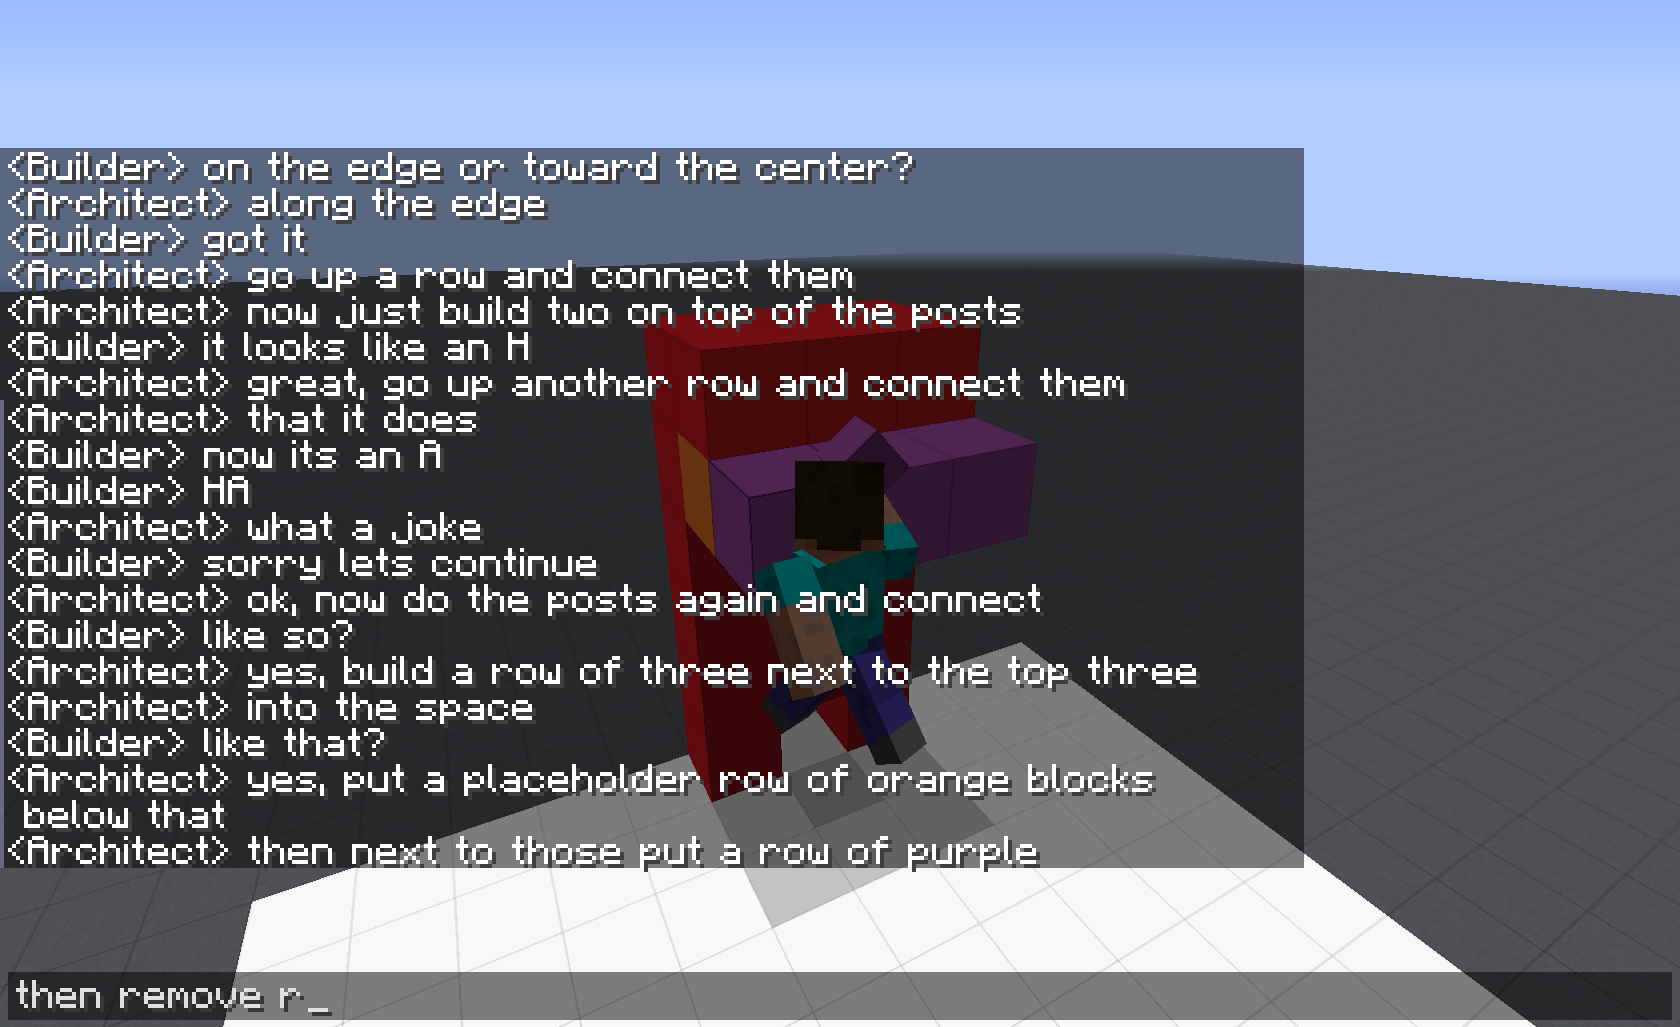 <Builder> on the edge or toward the center?
<Architect> along the edge
<Builder> got it
<Architect> go up a row and connect them
<Architect> now just build two on top of the posts
<Builder> it looks like an H
<Architect> great, go up another row and connect them
<Architect> that it does
<Builder> now its an A
<Builder> HA
<Architect> what a joke
<Builder> sorry lets continue
<Architect> ok, now do the posts again and connect
<Builder> like so?
<Architect> yes, build a row of three next to the top three
<Architect> into the space
<Builder> like that?
<Architect> yes, put a placeholder row of orange blocks
below that
<Architect> then next to those put a row of purple
then remove r_